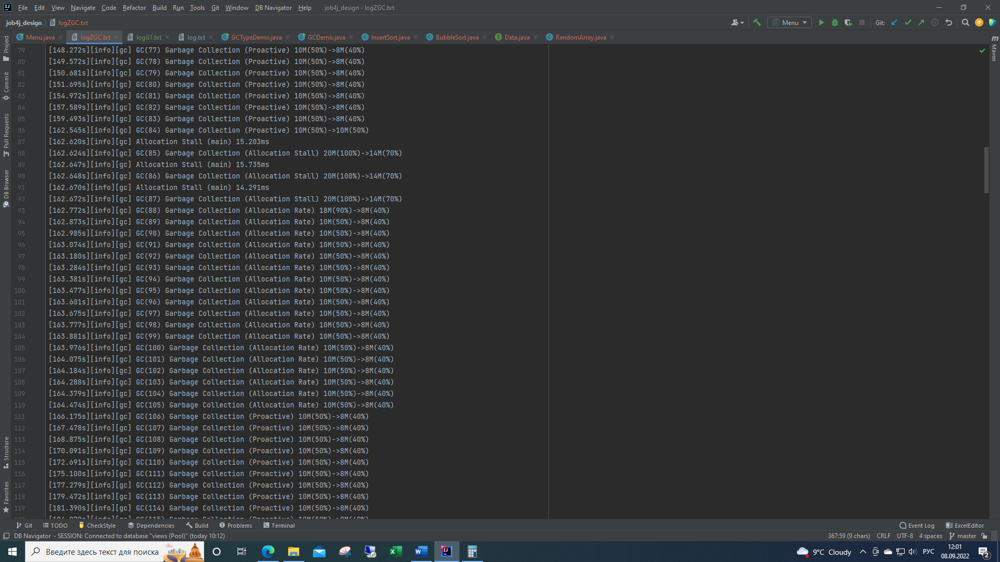 File Edit View Navigate Code Refactor Build Run Tools Git Window DB Navigator Help job4j_design - logZGC.txt
job4j_design logZGC.txt Menu Git:
Menu.java logZGC.txt logG1.txt log.txt GCTypeDemo.java GCDemo.java InsertSort.java BubbleSort.java Data.java RandomArray.java
Project
Commit
Pull Requests
DB Browser
Structure
Favorites
Maven
79 [148.272s][info][gc] GC(77) Garbage Collection (Proactive) 10M(50%)->8M(40%)
80 [149.572s][info][gc] GC(78) Garbage Collection (Proactive) 10M(50%)->8M(40%)
81 [150.681s][info][gc] GC(79) Garbage Collection (Proactive) 10M(50%)->8M(40%)
82 [151.695s][info][gc] GC(80) Garbage Collection (Proactive) 10M(50%)->8M(40%)
83 [154.972s][info][gc] GC(81) Garbage Collection (Proactive) 10M(50%)->8M(40%)
84 [157.589s][info][gc] GC(82) Garbage Collection (Proactive) 10M(50%)->8M(40%)
85 [159.493s][info][gc] GC(83) Garbage Collection (Proactive) 10M(50%)->8M(40%)
86 [162.545s][info][gc] GC(84) Garbage Collection (Proactive) 10M(50%)->10M(50%)
87 [162.620s][info][gc] Allocation Stall (main) 15.203ms
88 [162.624s][info][gc] GC(85) Garbage Collection (Allocation Stall) 20M(100%)->14M(70%)
89 [162.647s][info][gc] Allocation Stall (main) 15.735ms
90 [162.648s][info][gc] GC(86) Garbage Collection (Allocation Stall) 20M(100%)->14M(70%)
91 [162.670s][info][gc] Allocation Stall (main) 14.291ms
92 [162.672s][info][gc] GC(87) Garbage Collection (Allocation Stall) 20M(100%)->14M(70%)
93 [162.772s][info][gc] GC(88) Garbage Collection (Allocation Rate) 18M(90%)->8M(40%)
94 [162.873s][info][gc] GC(89) Garbage Collection (Allocation Rate) 10M(50%)->8M(40%)
95 [162.985s][info][gc] GC(90) Garbage Collection (Allocation Rate) 10M(50%)->8M(40%)
96 [163.074s][info][gc] GC(91) Garbage Collection (Allocation Rate) 10M(50%)->8M(40%)
97 [163.180s][info][gc] GC(92) Garbage Collection (Allocation Rate) 10M(50%)->8M(40%)
98 [163.284s][info][gc] GC(93) Garbage Collection (Allocation Rate) 10M(50%)->8M(40%)
99 [163.381s][info][gc] GC(94) Garbage Collection (Allocation Rate) 10M(50%)->8M(40%)
100 [163.477s][info][gc] GC(95) Garbage Collection (Allocation Rate) 10M(50%)->8M(40%)
101 [163.601s][info][gc] GC(96) Garbage Collection (Allocation Rate) 10M(50%)->8M(40%)
102 [163.675s][info][gc] GC(97) Garbage Collection (Allocation Rate) 10M(50%)->8M(40%)
103 [163.777s][info][gc] GC(98) Garbage Collection (Allocation Rate) 10M(50%)->8M(40%)
104 [163.881s][info][gc] GC(99) Garbage Collection (Allocation Rate) 10M(50%)->8M(40%)
105 [163.976s][info][gc] GC(100) Garbage Collection (Allocation Rate) 10M(50%)->8M(40%)
106 [164.075s][info][gc] GC(101) Garbage Collection (Allocation Rate) 10M(50%)->8M(40%)
107 [164.184s][info][gc] GC(102) Garbage Collection (Allocation Rate) 10M(50%)->8M(40%)
108 [164.288s][info][gc] GC(103) Garbage Collection (Allocation Rate) 10M(50%)->8M(40%)
109 [164.379s][info][gc] GC(104) Garbage Collection (Allocation Rate) 10M(50%)->8M(40%)
110 [164.474s][info][gc] GC(105) Garbage Collection (Allocation Rate) 10M(50%)->8M(40%)
111 [166.175s][info][gc] GC(106) Garbage Collection (Proactive) 10M(50%)->8M(40%)
112 [167.478s][info][gc] GC(107) Garbage Collection (Proactive) 10M(50%)->8M(40%)
113 [168.875s][info][gc] GC(108) Garbage Collection (Proactive) 10M(50%)->8M(40%)
114 [170.091s][info][gc] GC(109) Garbage Collection (Proactive) 10M(50%)->8M(40%)
115 [172.691s][info][gc] GC(110) Garbage Collection (Proactive) 10M(50%)->8M(40%)
116 [175.100s][info][gc] GC(111) Garbage Collection (Proactive) 10M(50%)->8M(40%)
117 [177.279s][info][gc] GC(112) Garbage Collection (Proactive) 10M(50%)->8M(40%)
118 [179.472s][info][gc] GC(113) Garbage Collection (Proactive) 10M(50%)->8M(40%)
119 [181.390s][info][gc] GC(114) Garbage Collection (Proactive) 10M(50%)->8M(40%)
Git TODO CheckStyle Dependencies Build Problems Terminal Event Log ExcelEditor
DB Navigator - SESSION: Connected to database "views (Pool)" (today 10:12) 367:59 (9 chars) CRLF UTF-8 4 spaces master
Введите здесь текст для поиска 9°C Cloudy РУС 12:01
08.09.2022 2